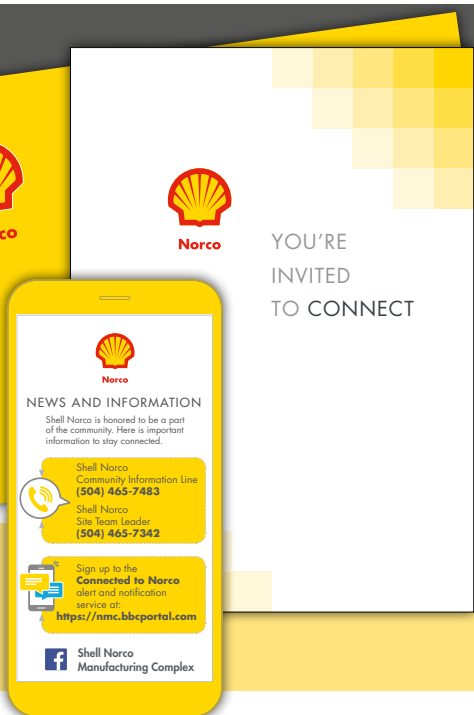 co
Norco
YOU'RE
INVITED
TO CONNECT
Norco
NEWS AND INFORMATION
Shell Norco is honored to be a part
of the community. Here is important
information to stay connected.
Shell Norco
Community Information Line
(504) 465-7483
Shell Norco
Site Team Leader
(504) 465-7342
Sign up to the
Connected to Norco
alert and notification
service at:
https://nmc.bbcportal.com
Shell Norco
Manufacturing Complex